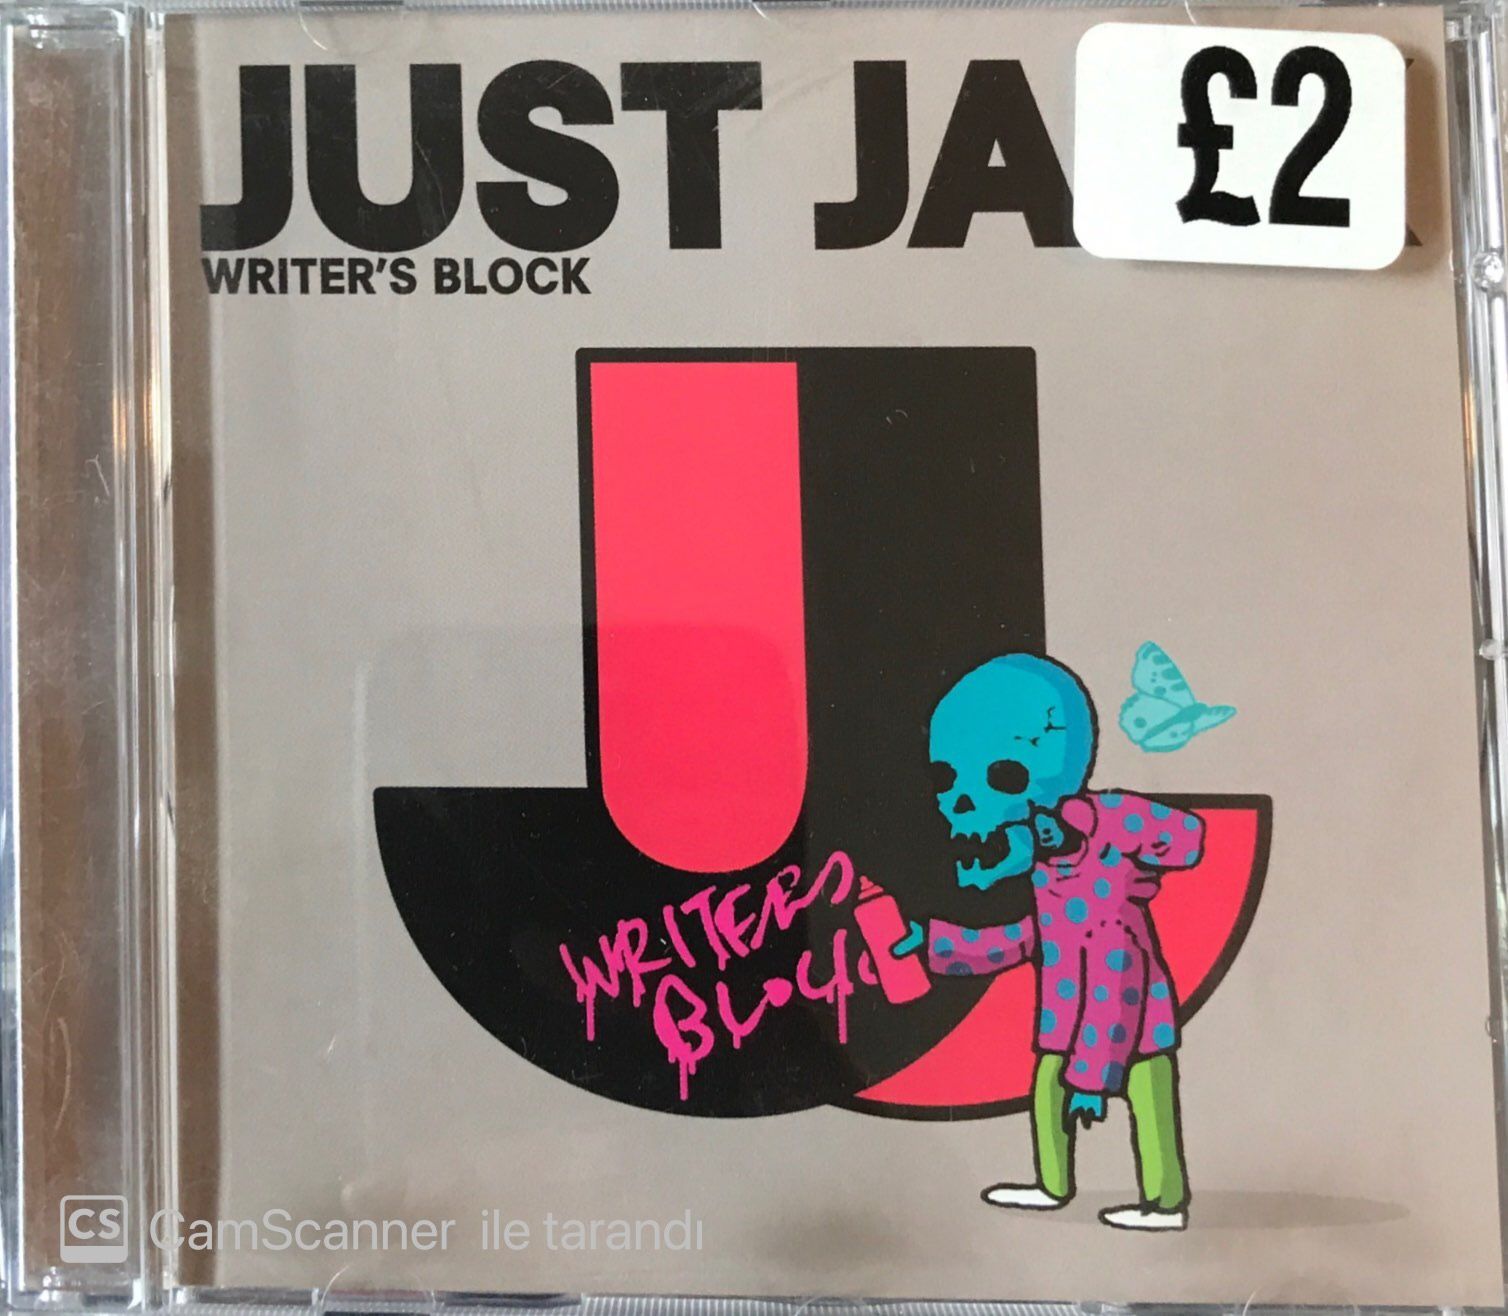 JUST JA
£2
WRITER'S BLOCK
WRITERS
BLOCK
CS CamScanner ile tarandı